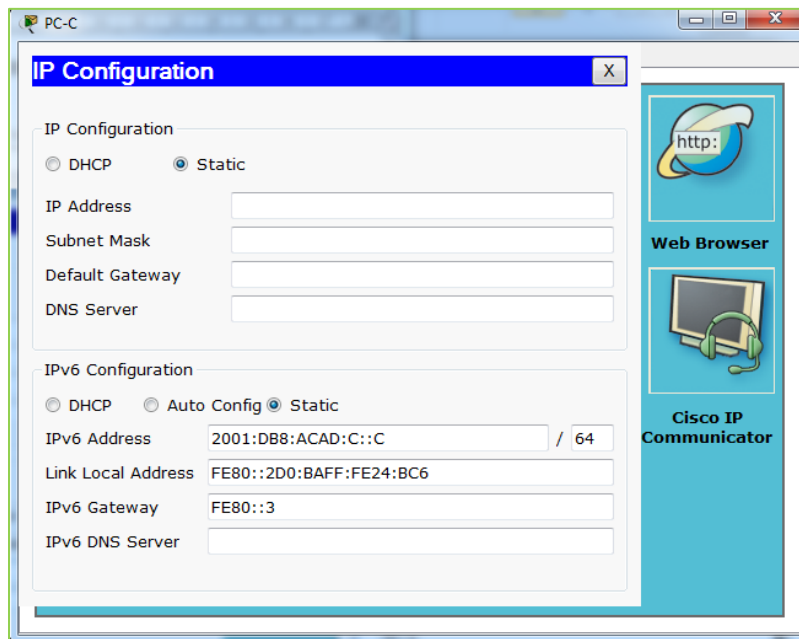 PC-C
IP Configuration
X
IP Configuration
DHCP Static
IP Address
Subnet Mask
Default Gateway
DNS Server
IPv6 Configuration
DHCP Auto Config Static
IPv6 Address 2001:DB8:ACAD:C::C / 64
Link Local Address FE80::2D0:BAFF:FE24:BC6
IPv6 Gateway FE80::3
IPv6 DNS Server
http:
Web Browser
Cisco IP
Communicator